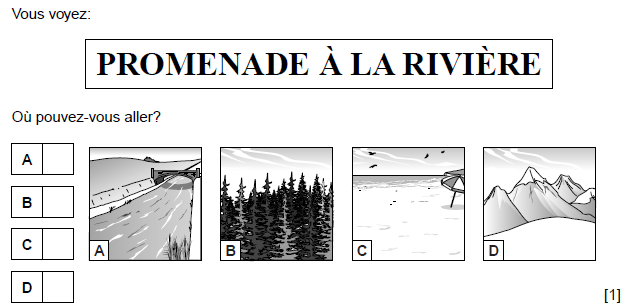 Vous voyez:
PROMENADE À LA RIVIÈRE
Où pouvez-vous aller?
A
B
C
D
A B C D
[1]